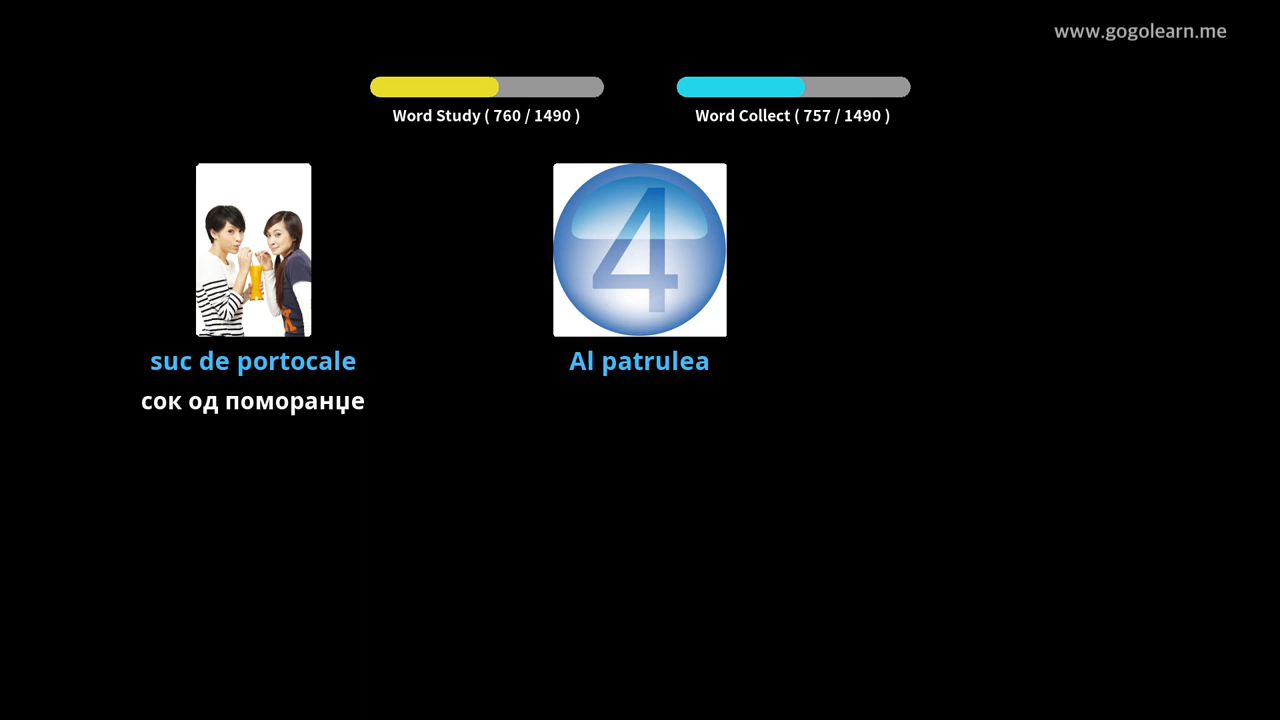 www.gogolearn.me
Word Study ( 760 / 1490 )
Word Collect ( 757 / 1490 )
4
suc de portocale
Al patrulea
сок од поморанџе